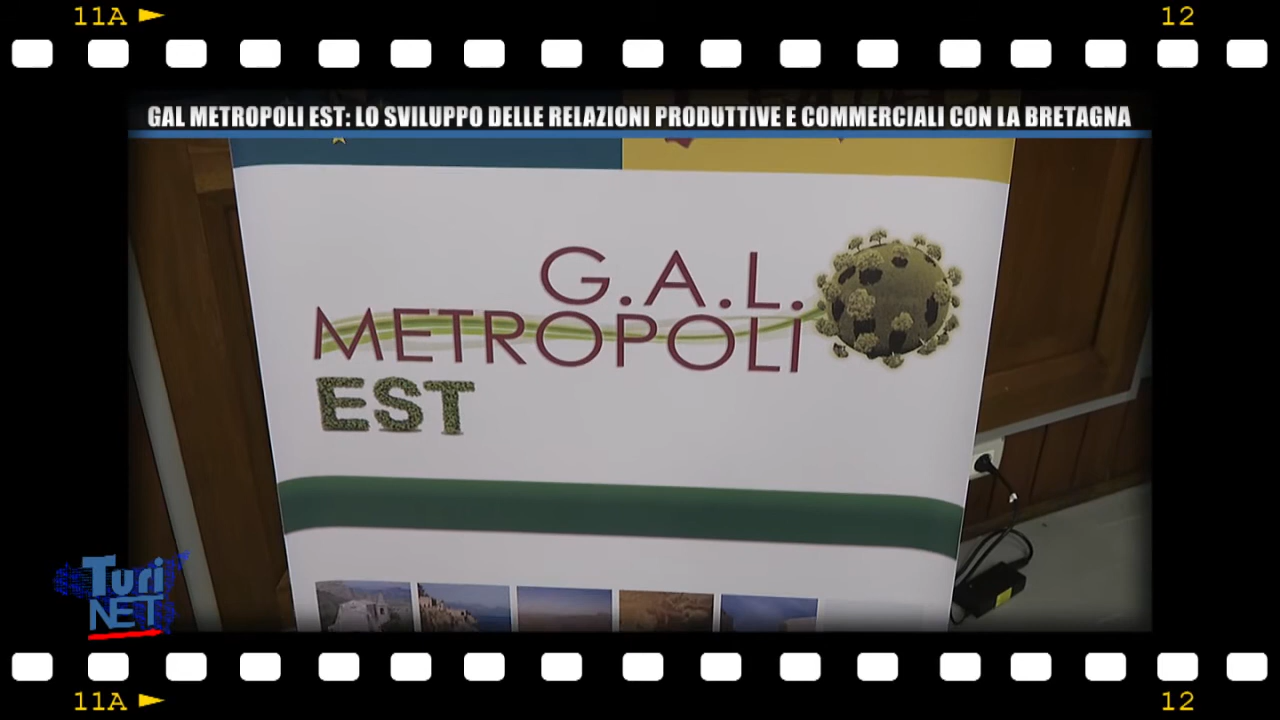 11A
12
GAL METROPOLI EST: LO SVILUPPO DELLE RELAZIONI PRODUTTIVE E COMMERCIALI CON LA BRETAGNA
G.A.L.
METROPOLI
EST
Turi
NET
11A
12